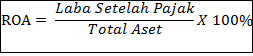 ROA = Laba Setelah Pajak / Total Aset X 100%